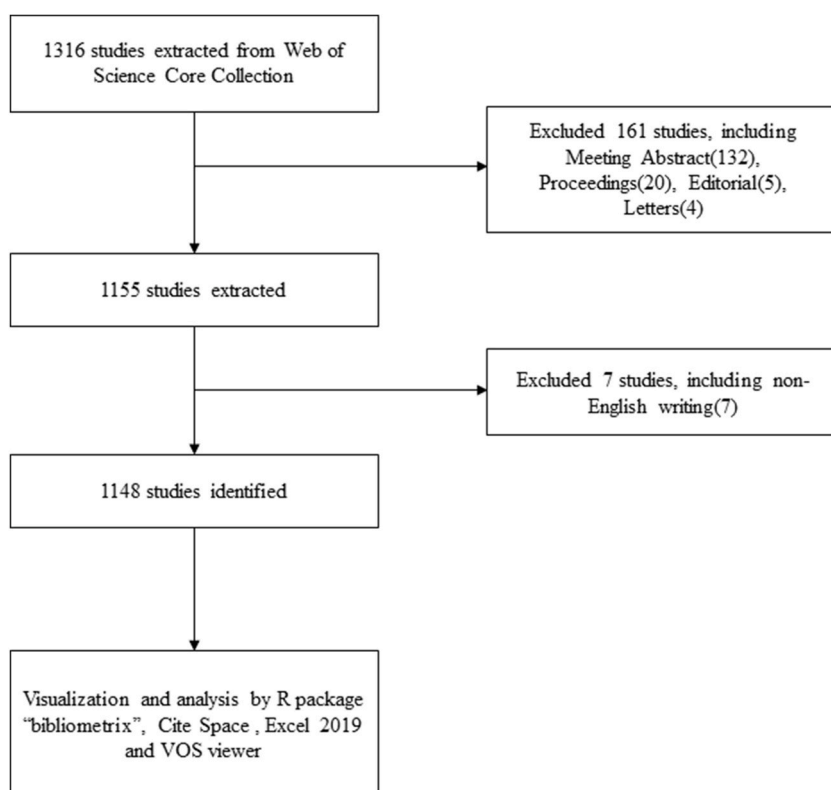 1316 studies extracted from Web of
Science Core Collection
Excluded 161 studies, including
Meeting Abstract(132),
Proceedings(20), Editorial(5),
Letters(4)
1155 studies extracted
Excluded 7 studies, including non-
English writing(7)
1148 studies identified
Visualization and analysis by R package
“bibliometrix”, Cite Space , Excel 2019
and VOS viewer